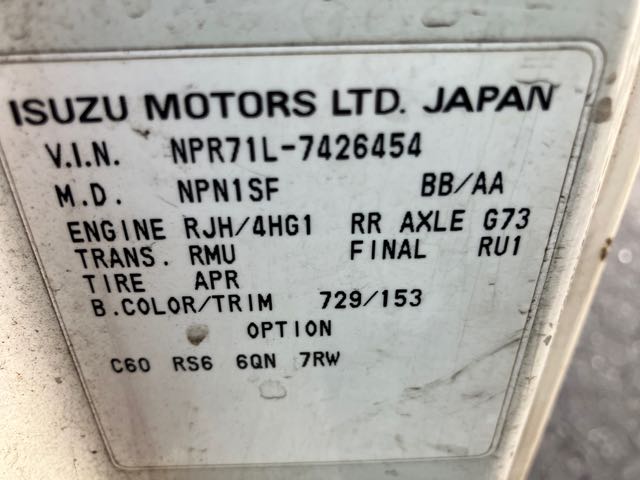 ISUZU MOTORS LTD. JAPAN
V.I.N. NPR71L-7426454
M.D. NPN1SF BB/AA
ENGINE RJH/4HG1 RR AXLE G73
TRANS. RMU FINAL RU1
TIRE APR
B.COLOR/TRIM 729/153
OPTION
C60 RS6 6QN 7RW